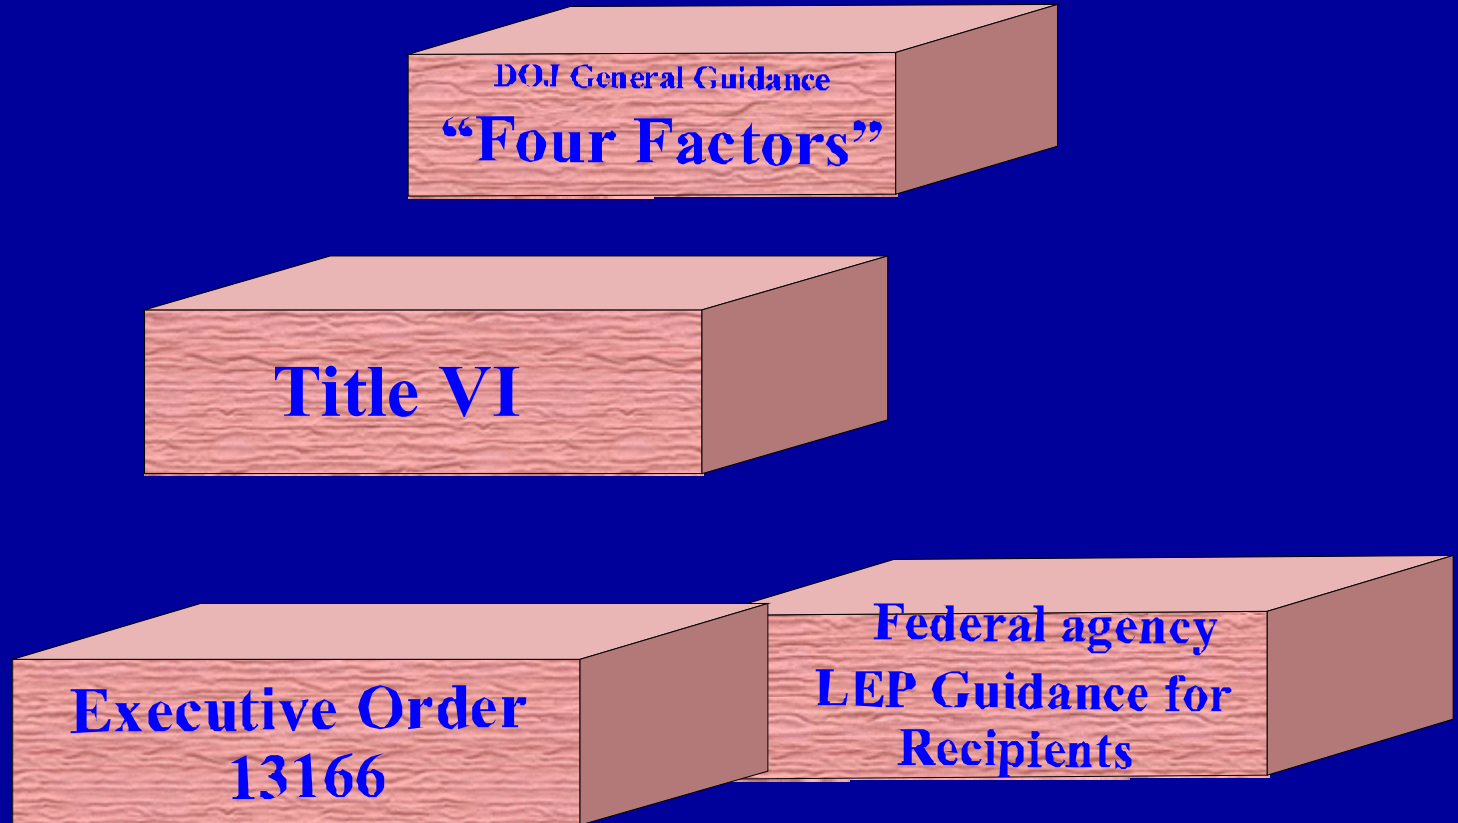 DOJ General Guidance
“Four Factors”
Title VI
Executive Order
13166
Federal agency
LEP Guidance for
Recipients